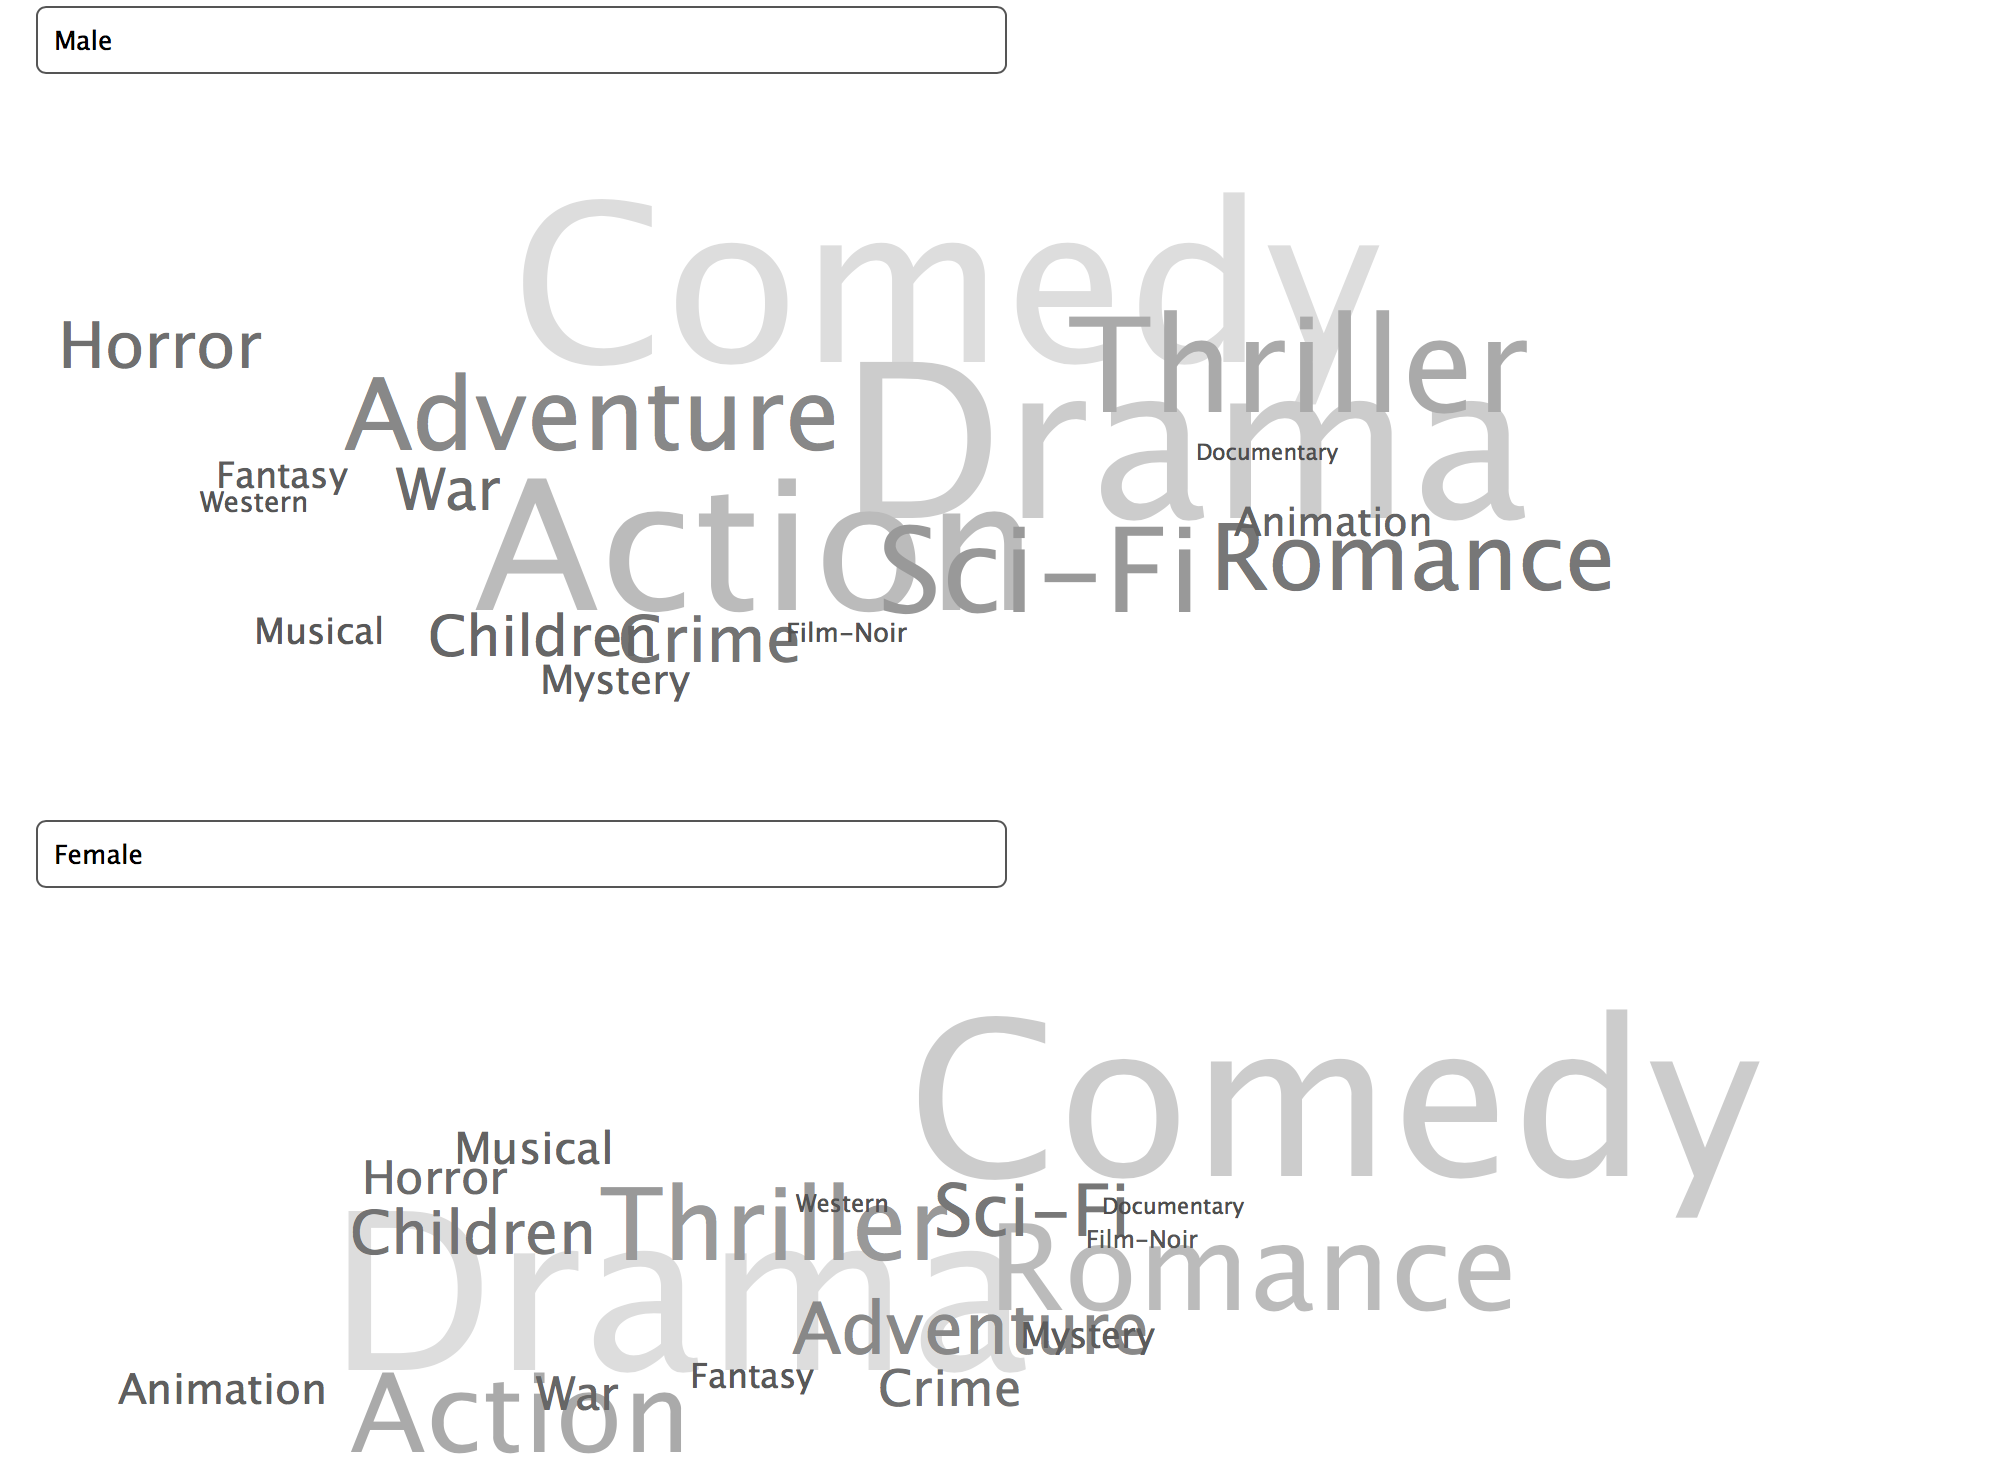 Male
Comedy
Thriller
Horror
Adventure
Drama
Documentary
Fantasy
War
Western
Action
Animation
Sci-Fi
Romance
Musical
Children
Crime
Film-Noir
Mystery
Female
Comedy
Musical
Horror
Thriller
Western
Sci-Fi
Documentary
Children
Film-Noir
Romance
Drama
Adventure
Mystery
Animation
Action
War
Fantasy
Crime